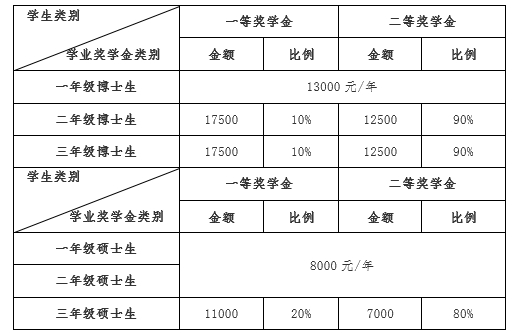 学生类别 一等奖学金 二等奖学金
学业奖学金类别 金额 比例 金额 比例
一年级博士生 13000 元/年
二年级博士生 17500 10% 12500 90%
三年级博士生 17500 10% 12500 90%
学生类别 一等奖学金 二等奖学金
学业奖学金类别 金额 比例 金额 比例
一年级硕士生
8000 元/年
二年级硕士生
三年级硕士生 11000 20% 7000 80%